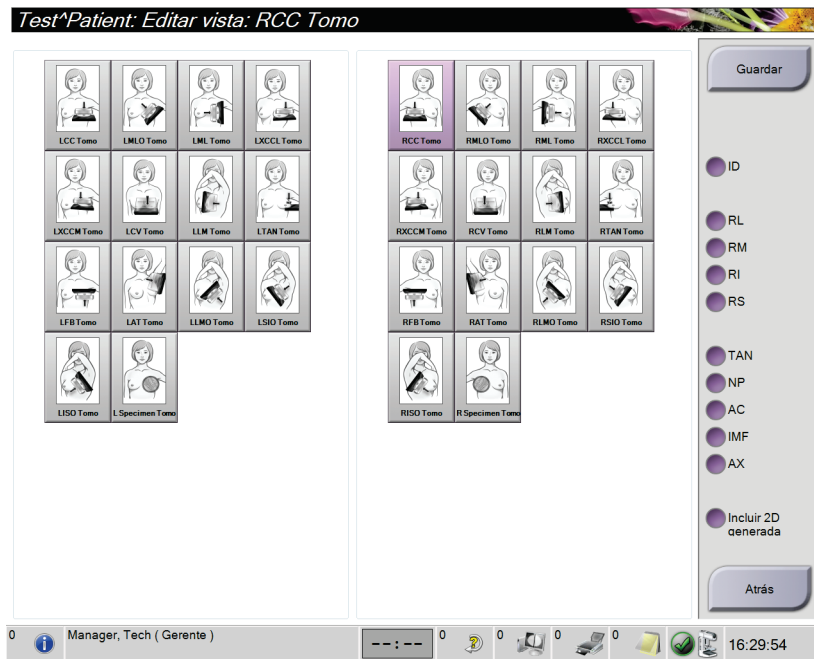 Test^Patient: Editar vista: RCC Tomo
LCC Tomo
LMLO Tomo
LML Tomo
LXCCL Tomo
LXCCM Tomo
LCV Tomo
LLM Tomo
LTAN Tomo
LFB Tomo
LAT Tomo
LLMO Tomo
LSIO Tomo
LISO Tomo
L Specimen Tomo
RCC Tomo
RMLO Tomo
RML Tomo
RXCCL Tomo
RXCCM Tomo
RCV Tomo
RLM Tomo
RTAN Tomo
RFB Tomo
RAT Tomo
RLMO Tomo
RSIO Tomo
RISO Tomo
R Specimen Tomo
Guardar
ID
RL
RM
RI
RS
TAN
NP
AC
IMF
AX
Incluir 2D
generada
Atrás
0
Manager, Tech ( Gerente )
--:--
0
0
0
0
16:29:54